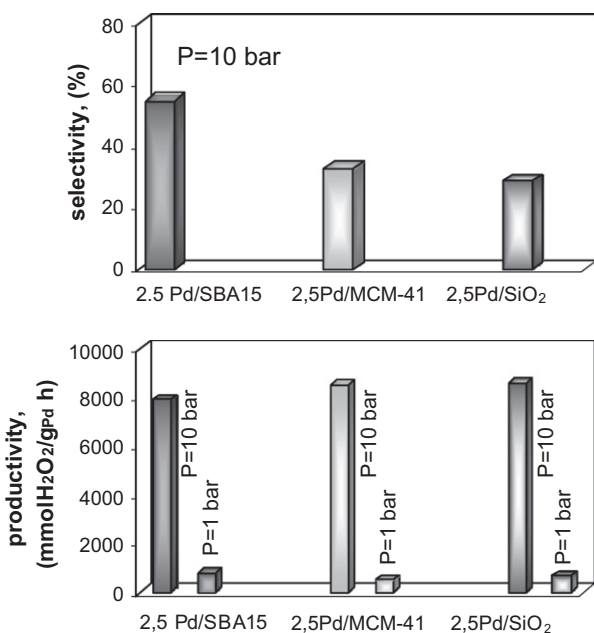 80
P=10 bar
60
40
20
0
selectivity, (%)
2.5 Pd/SBA15 2,5Pd/MCM-41 2,5Pd/SiO₂
10000
8000
6000
4000
2000
0
productivity,
(mmolH₂O₂/gPd h)
P=10 bar
P=1 bar
P=10 bar
P=1 bar
P=10 bar
P=1 bar
2,5 Pd/SBA15 2,5Pd/MCM-41 2,5Pd/SiO₂